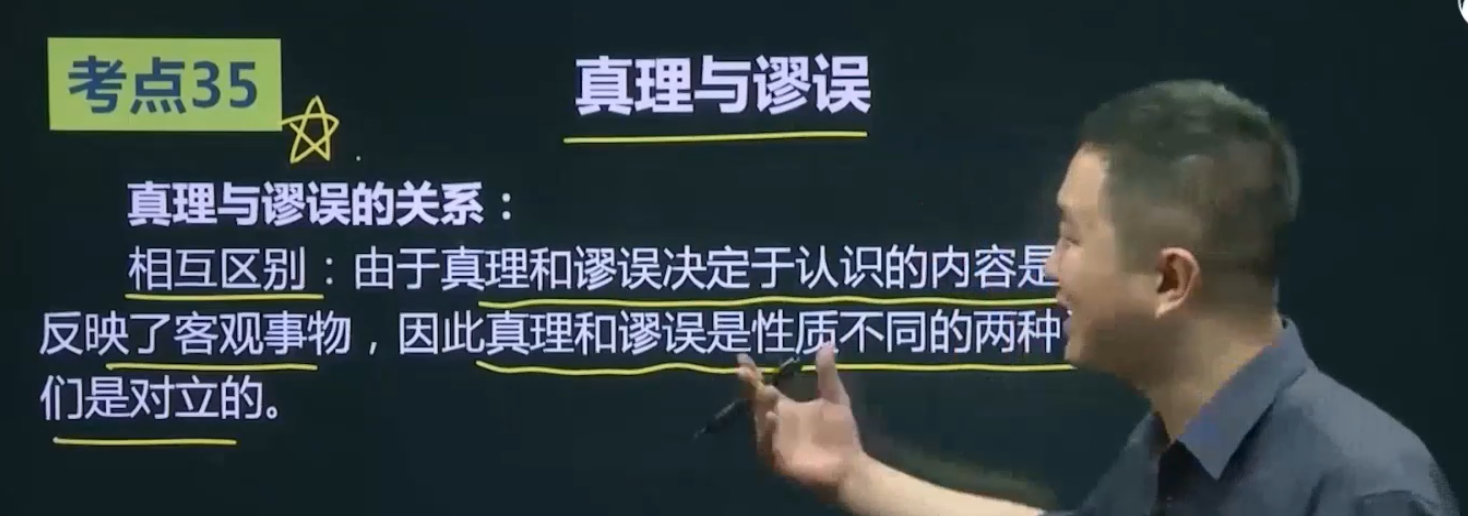 考点35
真理与谬误
真理与谬误的关系：
相互区别：由于真理和谬误决定于认识的内容是
反映了客观事物，因此真理和谬误是性质不同的两种
们是对立的。